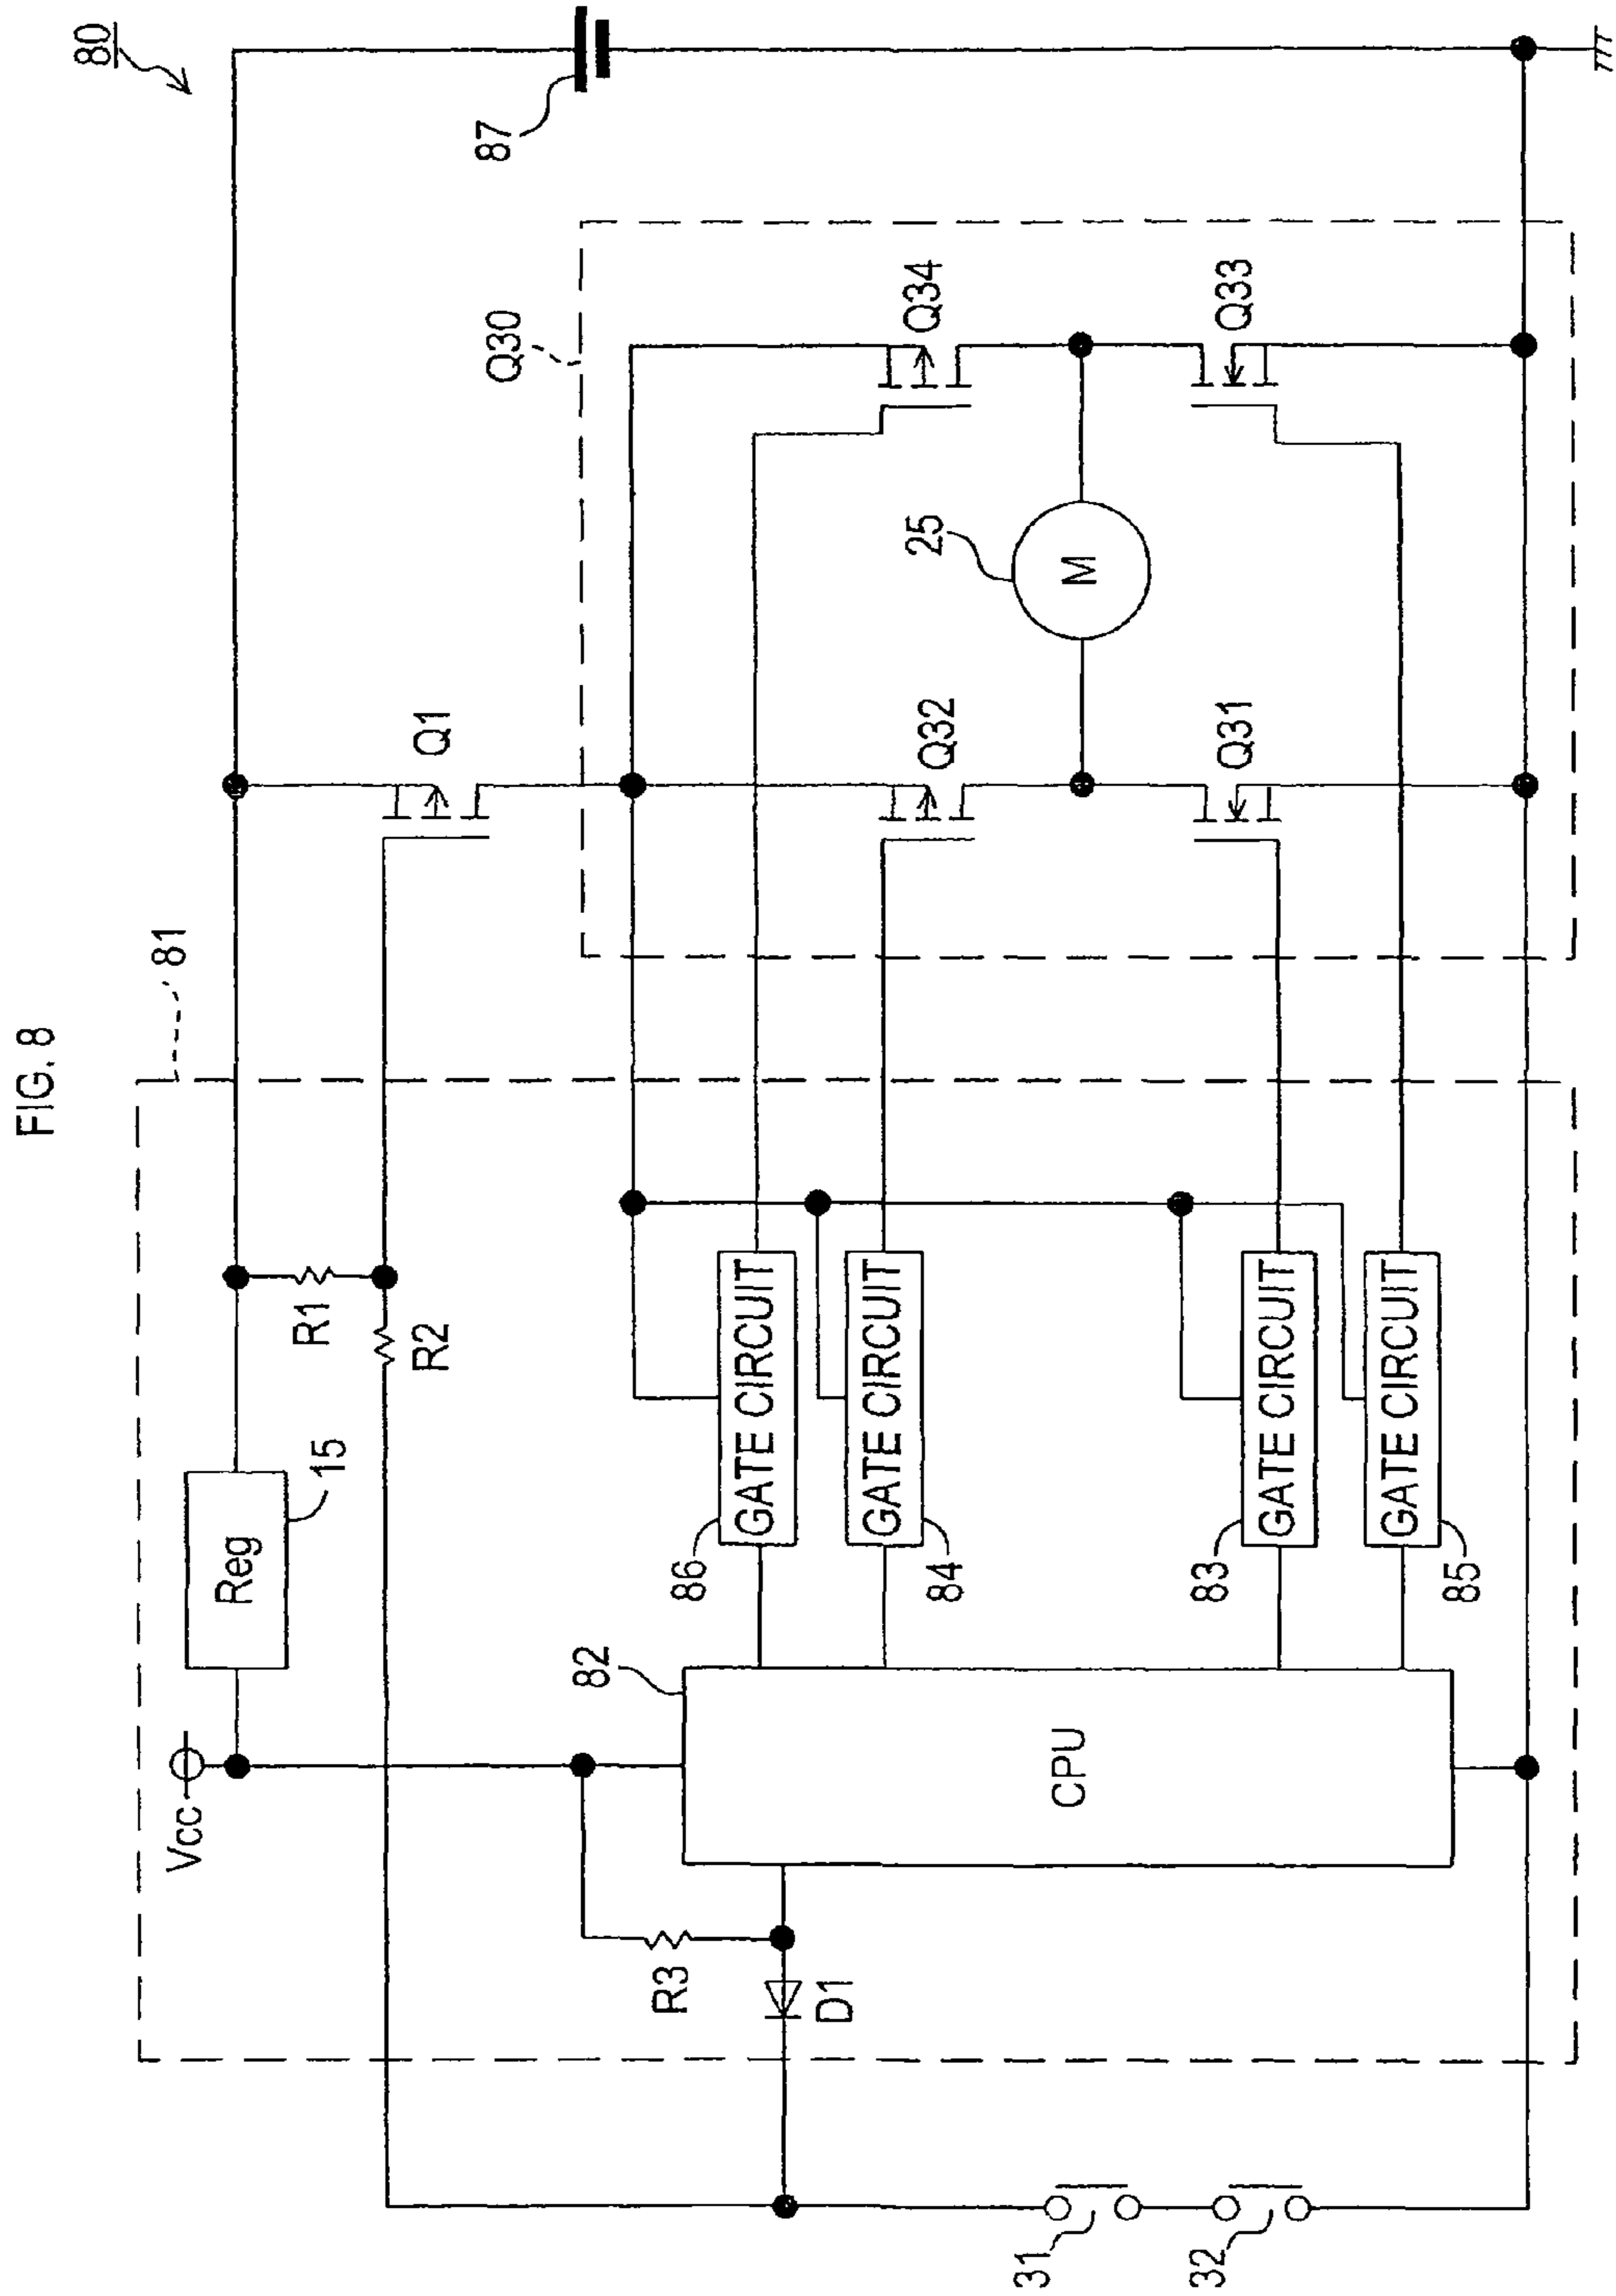 FIG. 8
80
81
Vcc
Reg
15
R1
R2
Q1
87
Q30
82
CPU
R3
D1
86
GATE CIRCUIT
84
GATE CIRCUIT
83
GATE CIRCUIT
85
GATE CIRCUIT
Q32
Q34
25
M
Q31
Q33
31
32